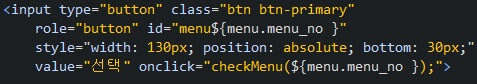 <input type="button" class="btn btn-primary"
role="button" id="menu${menu.menu_no }"
style="width: 130px; position: absolute; bottom: 30px;"
value="선택" onclick="checkMenu(${menu.menu_no });">